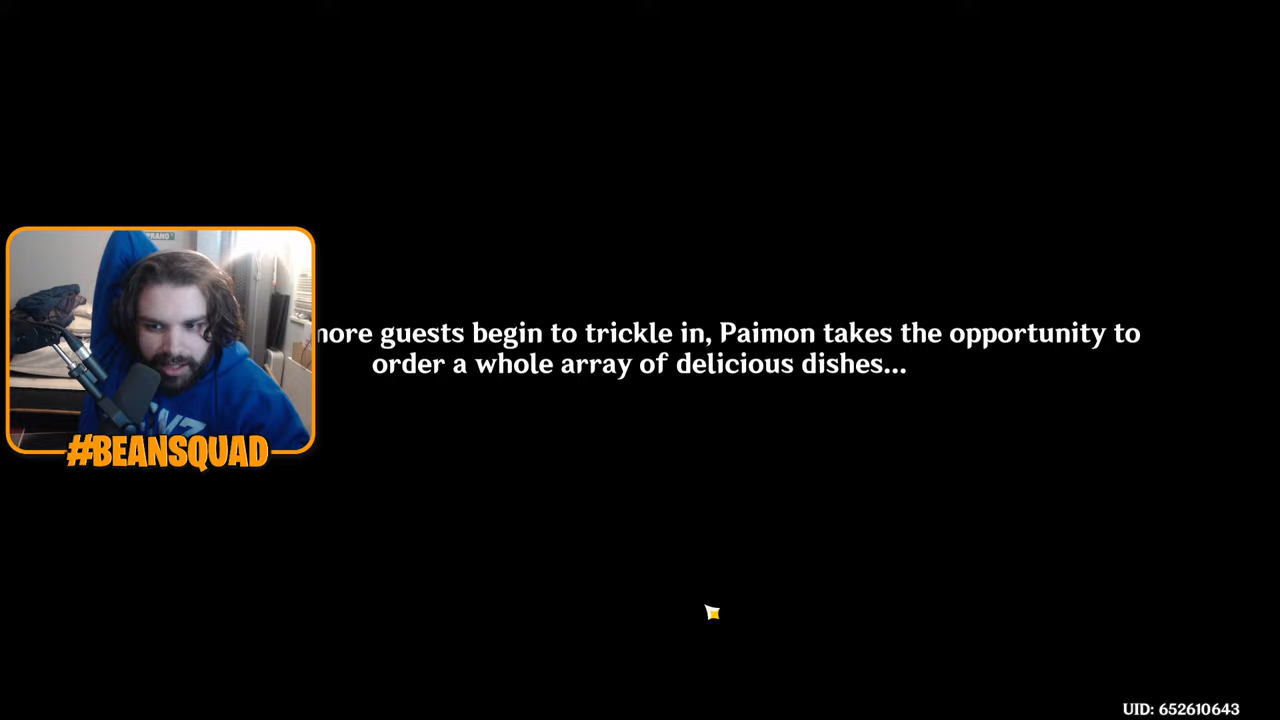 more guests begin to trickle in, Paimon takes the opportunity to
order a whole array of delicious dishes...
#BEANSQUAD
UID: 652610643